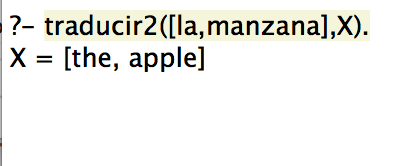 ?- traducir2([la,manzana],X).
X = [the, apple]